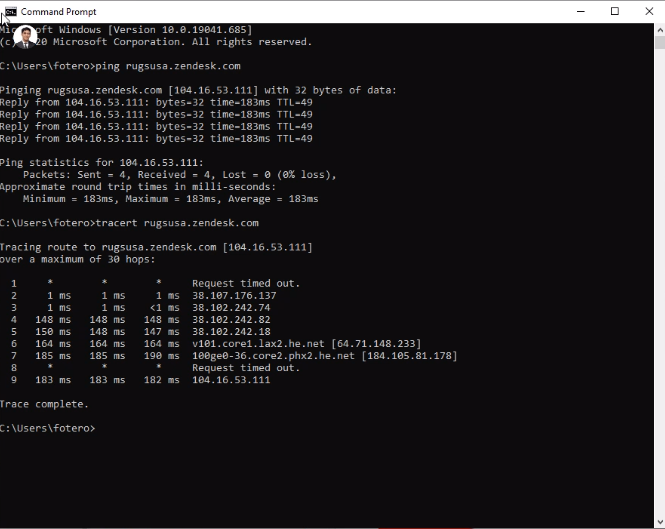 Command Prompt
Microsoft Windows [Version 10.0.19041.685]
(c) 20 Microsoft Corporation. All rights reserved.
C:\Users\fotero>ping rugsusa.zendesk.com
Pinging rugsusa.zendesk.com [104.16.53.111] with 32 bytes of data:
Reply from 104.16.53.111: bytes=32 time=183ms TTL=49
Reply from 104.16.53.111: bytes=32 time=183ms TTL=49
Reply from 104.16.53.111: bytes=32 time=183ms TTL=49
Reply from 104.16.53.111: bytes=32 time=183ms TTL=49
Ping statistics for 104.16.53.111:
Packets: Sent = 4, Received = 4, Lost = 0 (0% loss),
Approximate round trip times in milli-seconds:
Minimum = 183ms, Maximum = 183ms, Average = 183ms
C:\Users\fotero>tracert rugsusa.zendesk.com
Tracing route to rugsusa.zendesk.com [104.16.53.111]
over a maximum of 30 hops:
1 * * * Request timed out.
2 1 ms 1 ms 1 ms 38.107.176.137
3 1 ms 1 ms <1 ms 38.102.242.74
4 148 ms 148 ms 148 ms 38.102.242.82
5 150 ms 148 ms 147 ms 38.102.242.18
6 164 ms 164 ms 164 ms v101.core1.lax2.he.net [64.71.148.233]
7 185 ms 185 ms 190 ms 100ge0-36.core2.phx2.he.net [184.105.81.178]
8 * * * Request timed out.
9 183 ms 183 ms 182 ms 104.16.53.111
Trace complete.
C:\Users\fotero>